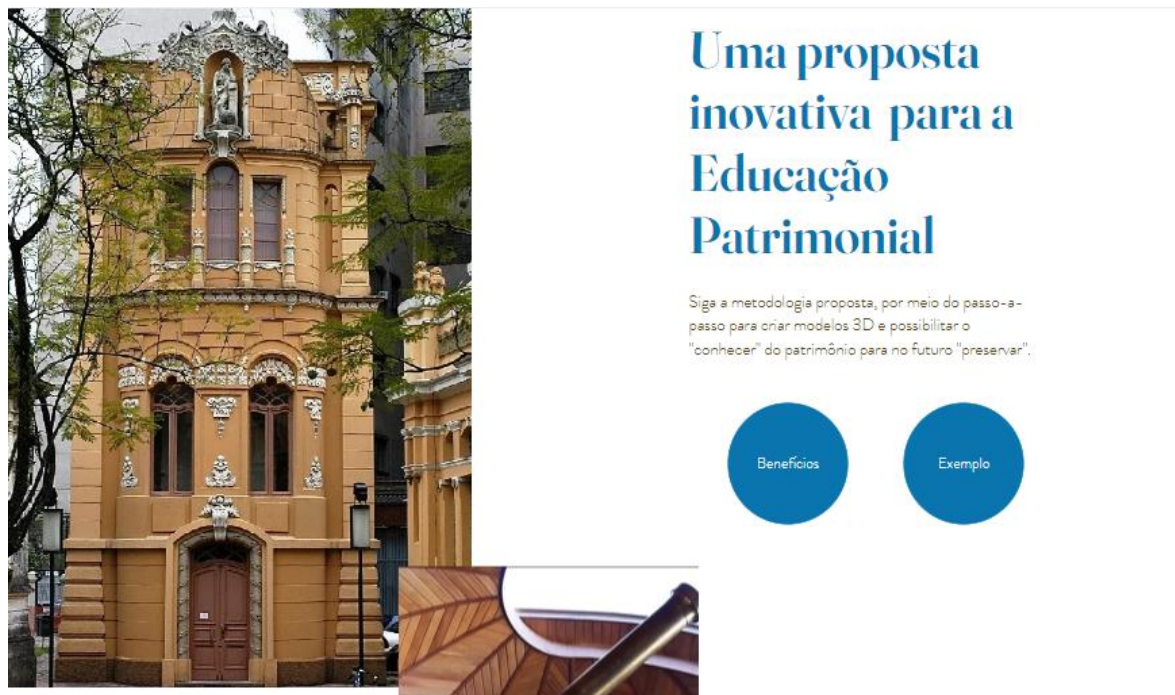 Uma proposta
inovativa para a
Educação
Patrimonial
Siga a metodologia proposta, por meio do passo-a-
passo para criar modelos 3D e possibilitar o
"conhecer" do patrimônio para no futuro "preservar".
Benefícios
Exemplo